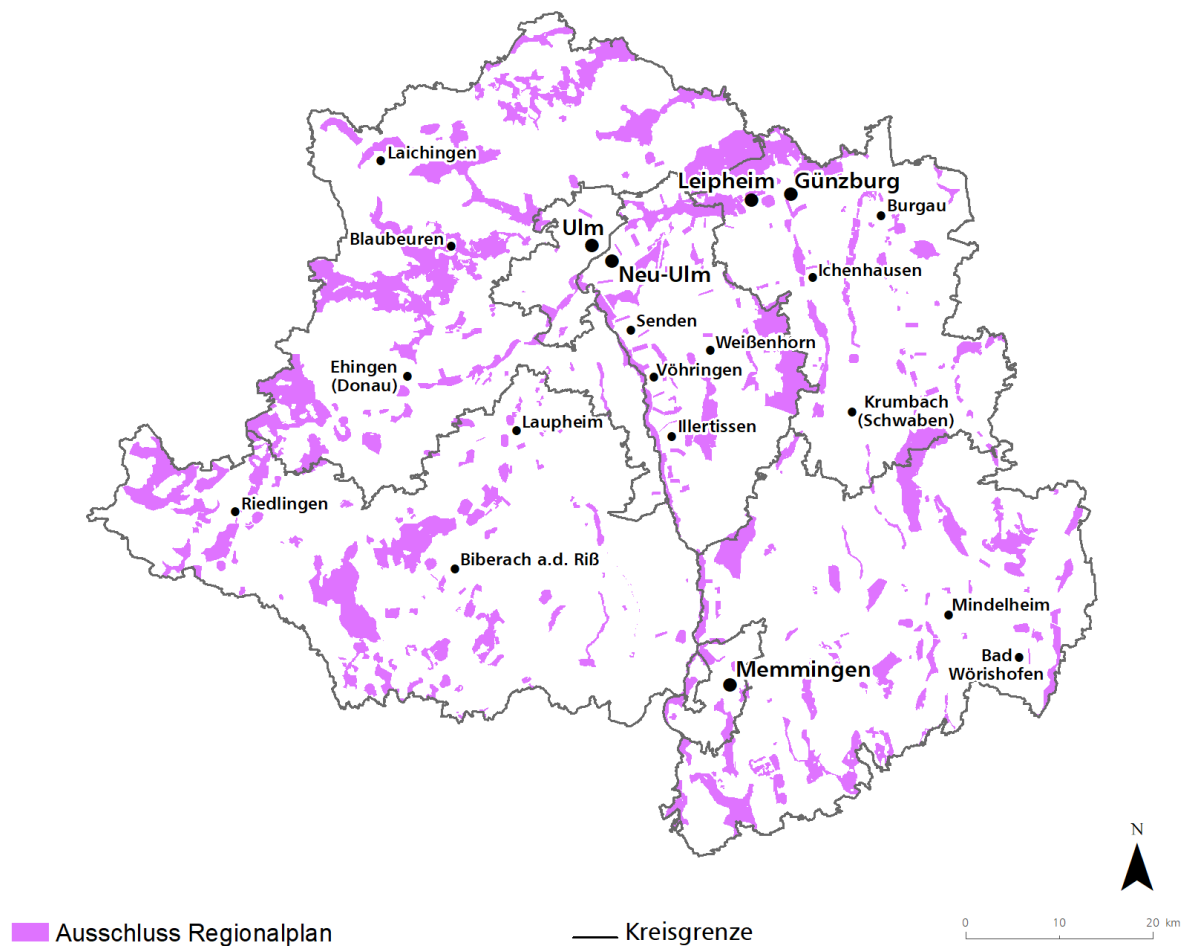 Laichingen
Leipheim
Günzburg
Burgau
Ulm
Blaubeuren
Neu-Ulm
Ichenhausen
Senden
Weißenhorn
Ehingen
(Donau)
Vöhringen
Krumbach
(Schwaben)
Laupheim
Illertissen
Riedlingen
Biberach a.d. Riß
Mindelheim
Bad
Wörishofen
Memmingen
N
Ausschluss Regionalplan
Kreisgrenze
0 10 20 km